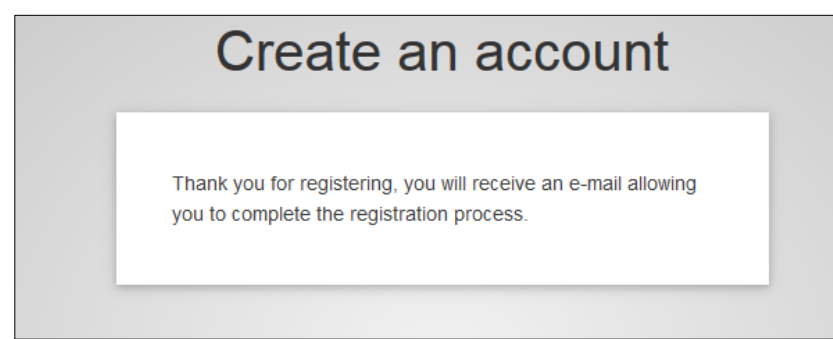 Create an account
Thank you for registering, you will receive an e-mail allowing
you to complete the registration process.